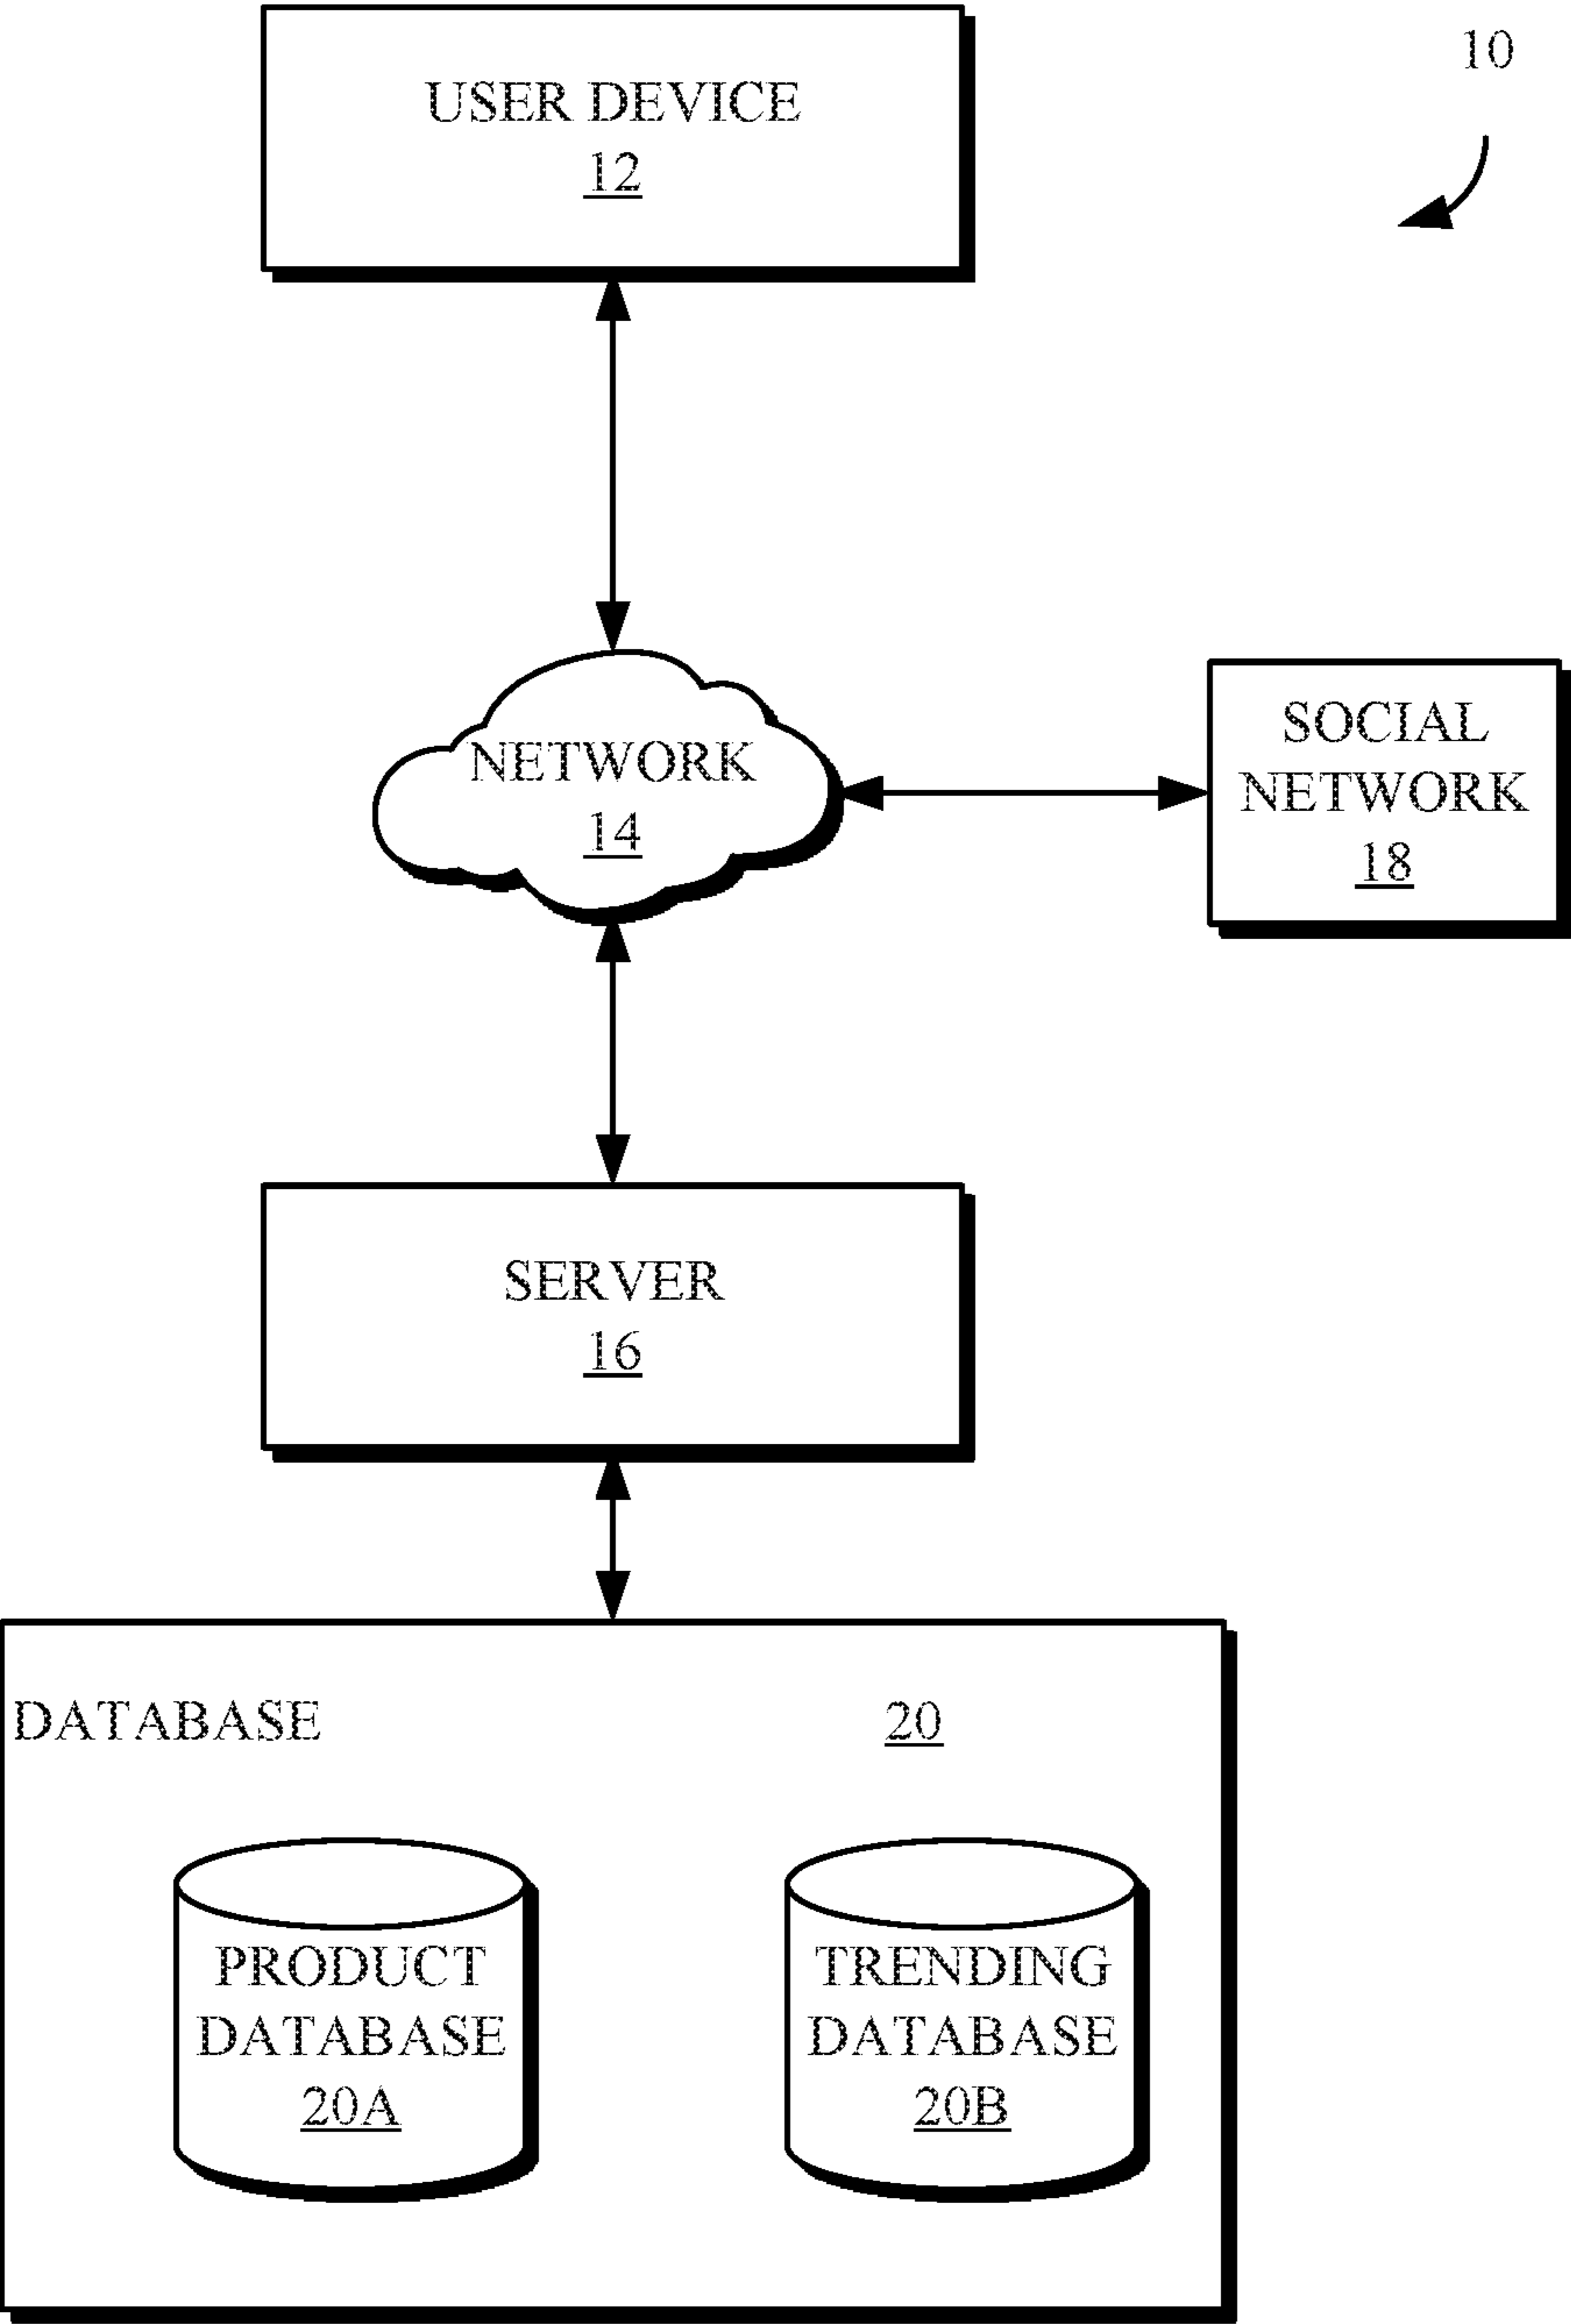 10
USER DEVICE
12
NETWORK
14
SOCIAL
NETWORK
18
SERVER
16
DATABASE 20
PRODUCT
DATABASE
20A
TRENDING
DATABASE
20B